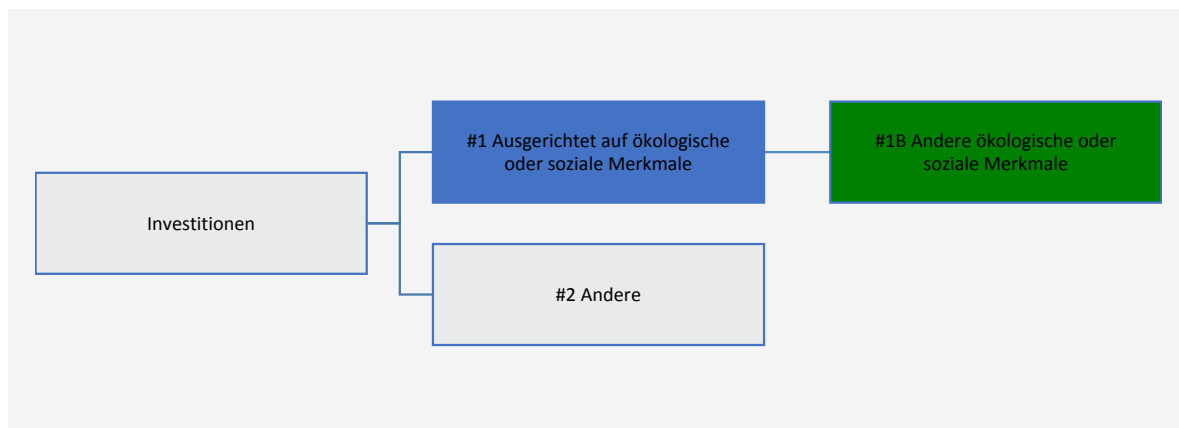 #1 Ausgerichtet auf ökologische
oder soziale Merkmale
#1B Andere ökologische oder
soziale Merkmale
Investitionen
#2 Andere